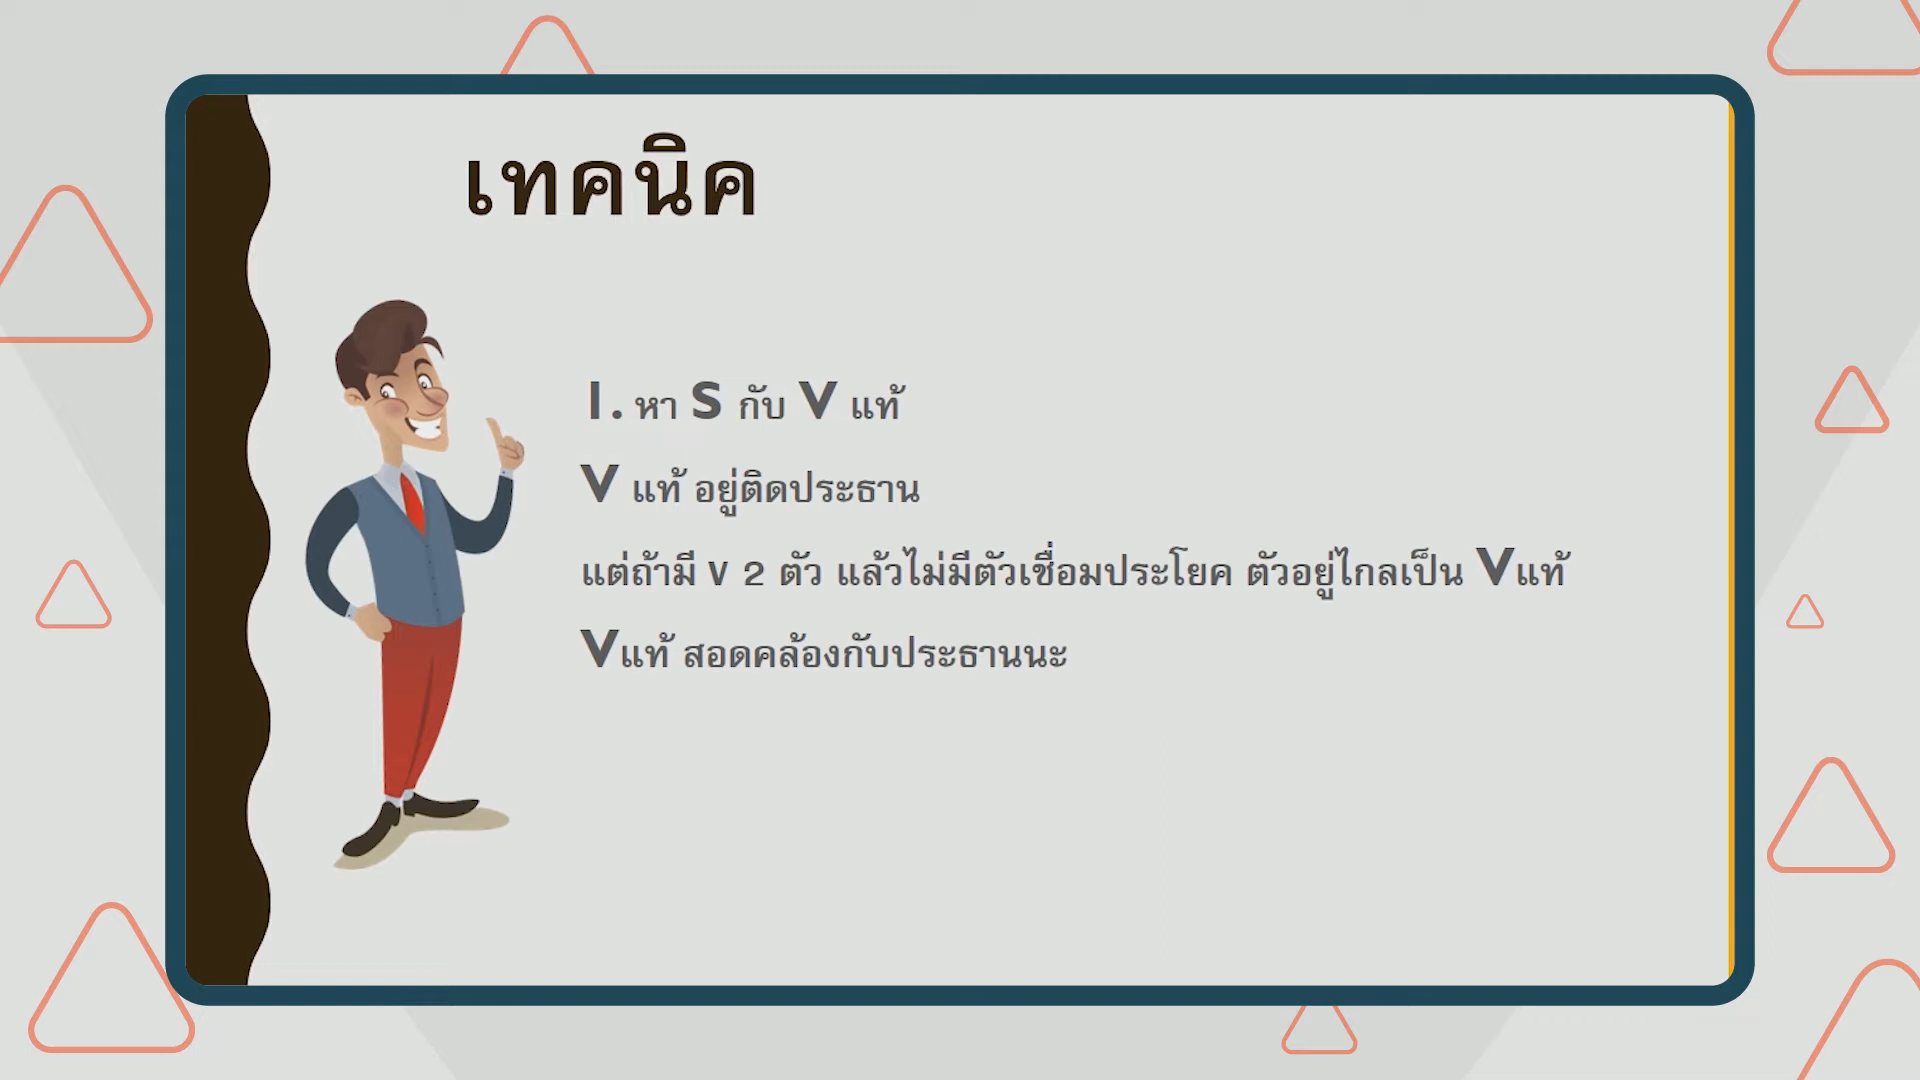 เทคนิค
1. หา S กับ V แท้
V แท้ อยู่ติดประธาน
แต่ถ้ามี V 2 ตัว แล้วไม่มีตัวเชื่อมประโยค ตัวอยู่ไกลเป็น Vแท้
Vแท้ สอดคล้องกับประธานนะ